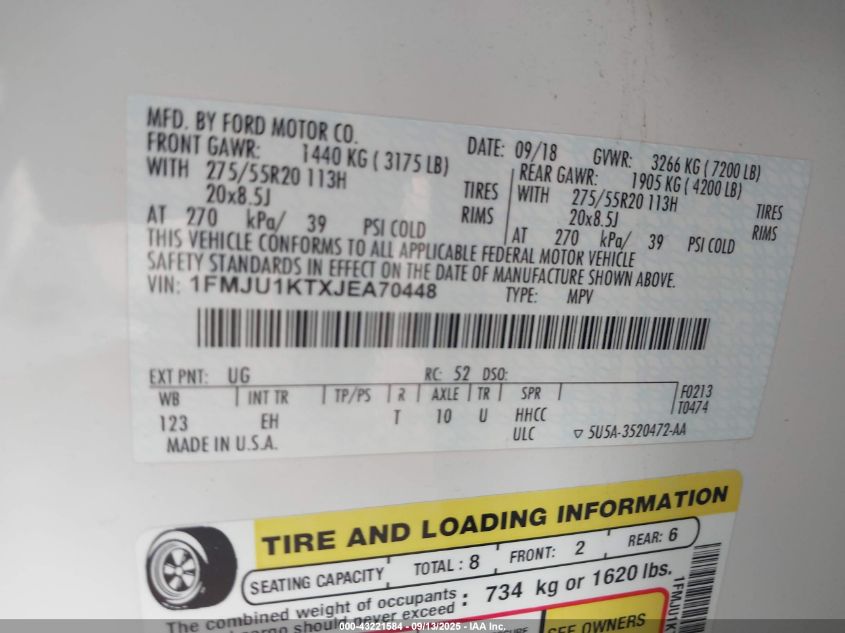 MFD. BY FORD MOTOR CO.
DATE: 09/18 GVWR: 3266 KG (7200 LB)
FRONT GAWR: 1440 KG (3175 LB)
WITH 275/55R20 113H TIRES
20x8.5J RIMS
AT 270 kPa/ 39 PSI COLD
REAR GAWR: 1905 KG (4200 LB)
WITH 275/55R20 113H TIRES
20x8.5J RIMS
AT 270 kPa/ 39 PSI COLD
THIS VEHICLE CONFORMS TO ALL APPLICABLE FEDERAL MOTOR VEHICLE
SAFETY STANDARDS IN EFFECT ON THE DATE OF MANUFACTURE SHOWN ABOVE.
VIN: 1FMJU1KTXJEA70448 TYPE: MPV
EXT PNT: UG RC: 52 DSO:
WB INT TR TP/PS R AXLE TR SPR F0213
T0474
123 EH T 10 U HHCC
ULC 5U5A-3520472-AA
MADE IN U.S.A.
TIRE AND LOADING INFORMATION
SEATING CAPACITY TOTAL : 8 FRONT: 2 REAR: 6
The combined weight of occupants : 734 kg or 1620 lbs.
should never exceed
SEE OWNERS
1FMJU1K
000-43221584 - 09/13/2025 - IAA Inc.